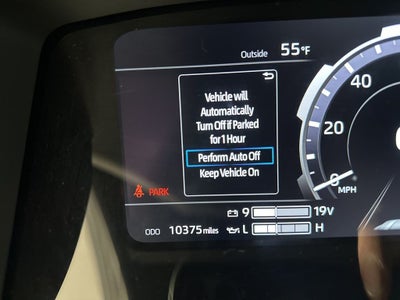 Outside 55°F
Vehicle will
Automatically
Turn Off if Parked
for 1 Hour
Perform Auto Off
Keep Vehicle On
PARK
40
20
0
MPH
9 19V
ODO 10375 miles L H